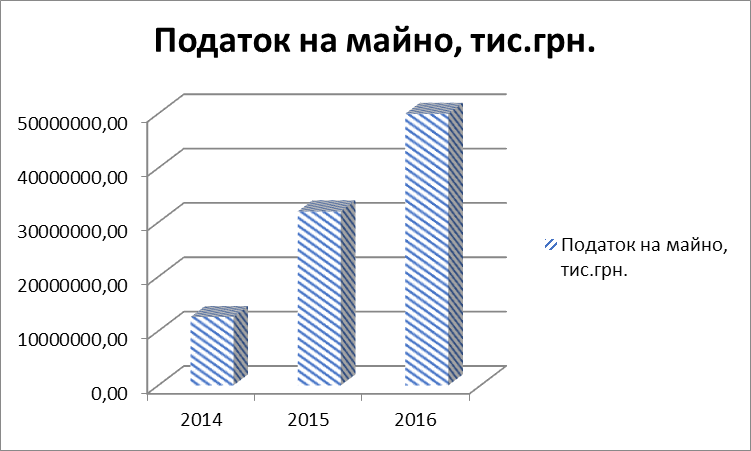 Податок на майно, тис.грн.
50000000,00
40000000,00
30000000,00
20000000,00
10000000,00
0,00
2014 2015 2016
Податок на майно,
тис.грн.